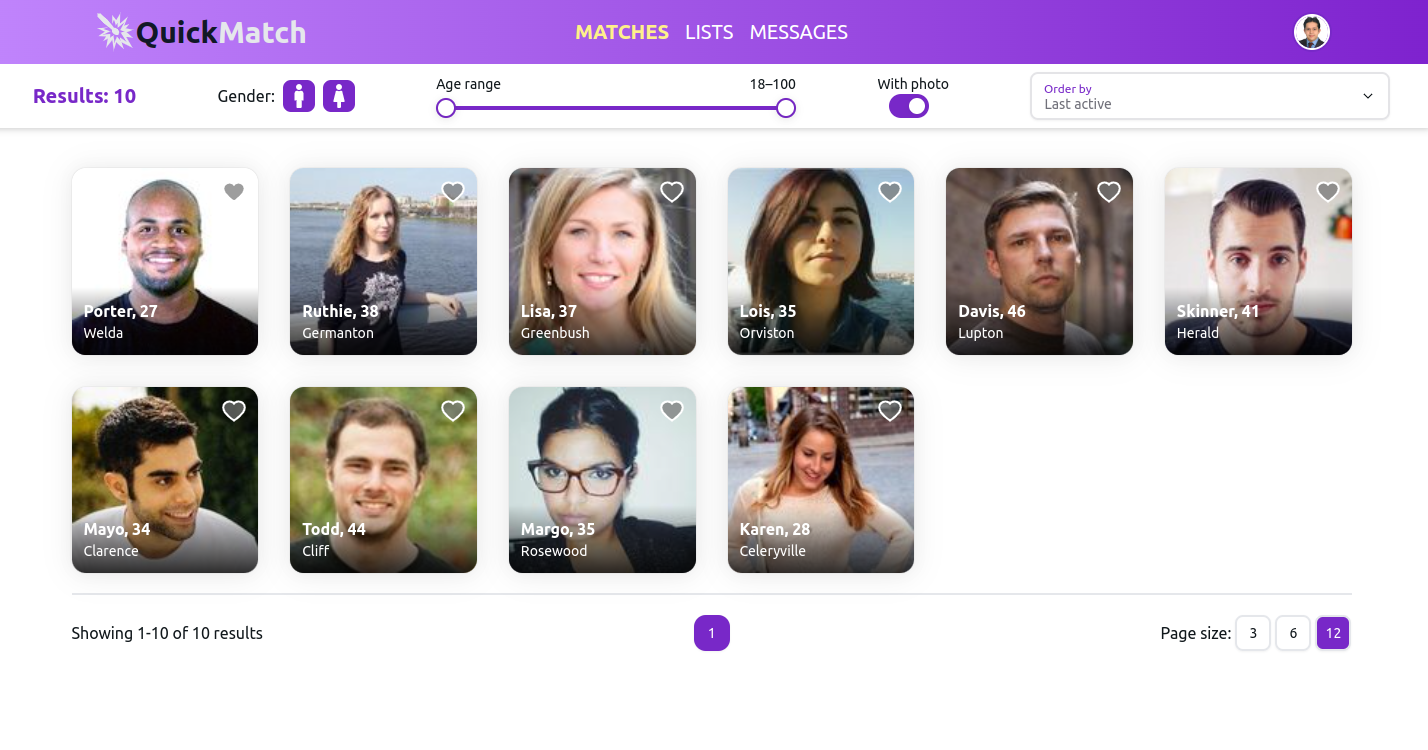 QuickMatch
MATCHES LISTS MESSAGES
Results: 10
Gender:
Age range 18–100
With photo
Order by
Last active
Porter, 27
Welda
Ruthie, 38
Germanton
Lisa, 37
Greenbush
Lois, 35
Orviston
Davis, 46
Lupton
Skinner, 41
Herald
Mayo, 34
Clarence
Todd, 44
Cliff
Margo, 35
Rosewood
Karen, 28
Celeryville
Showing 1-10 of 10 results
1
Page size: 3 6 12